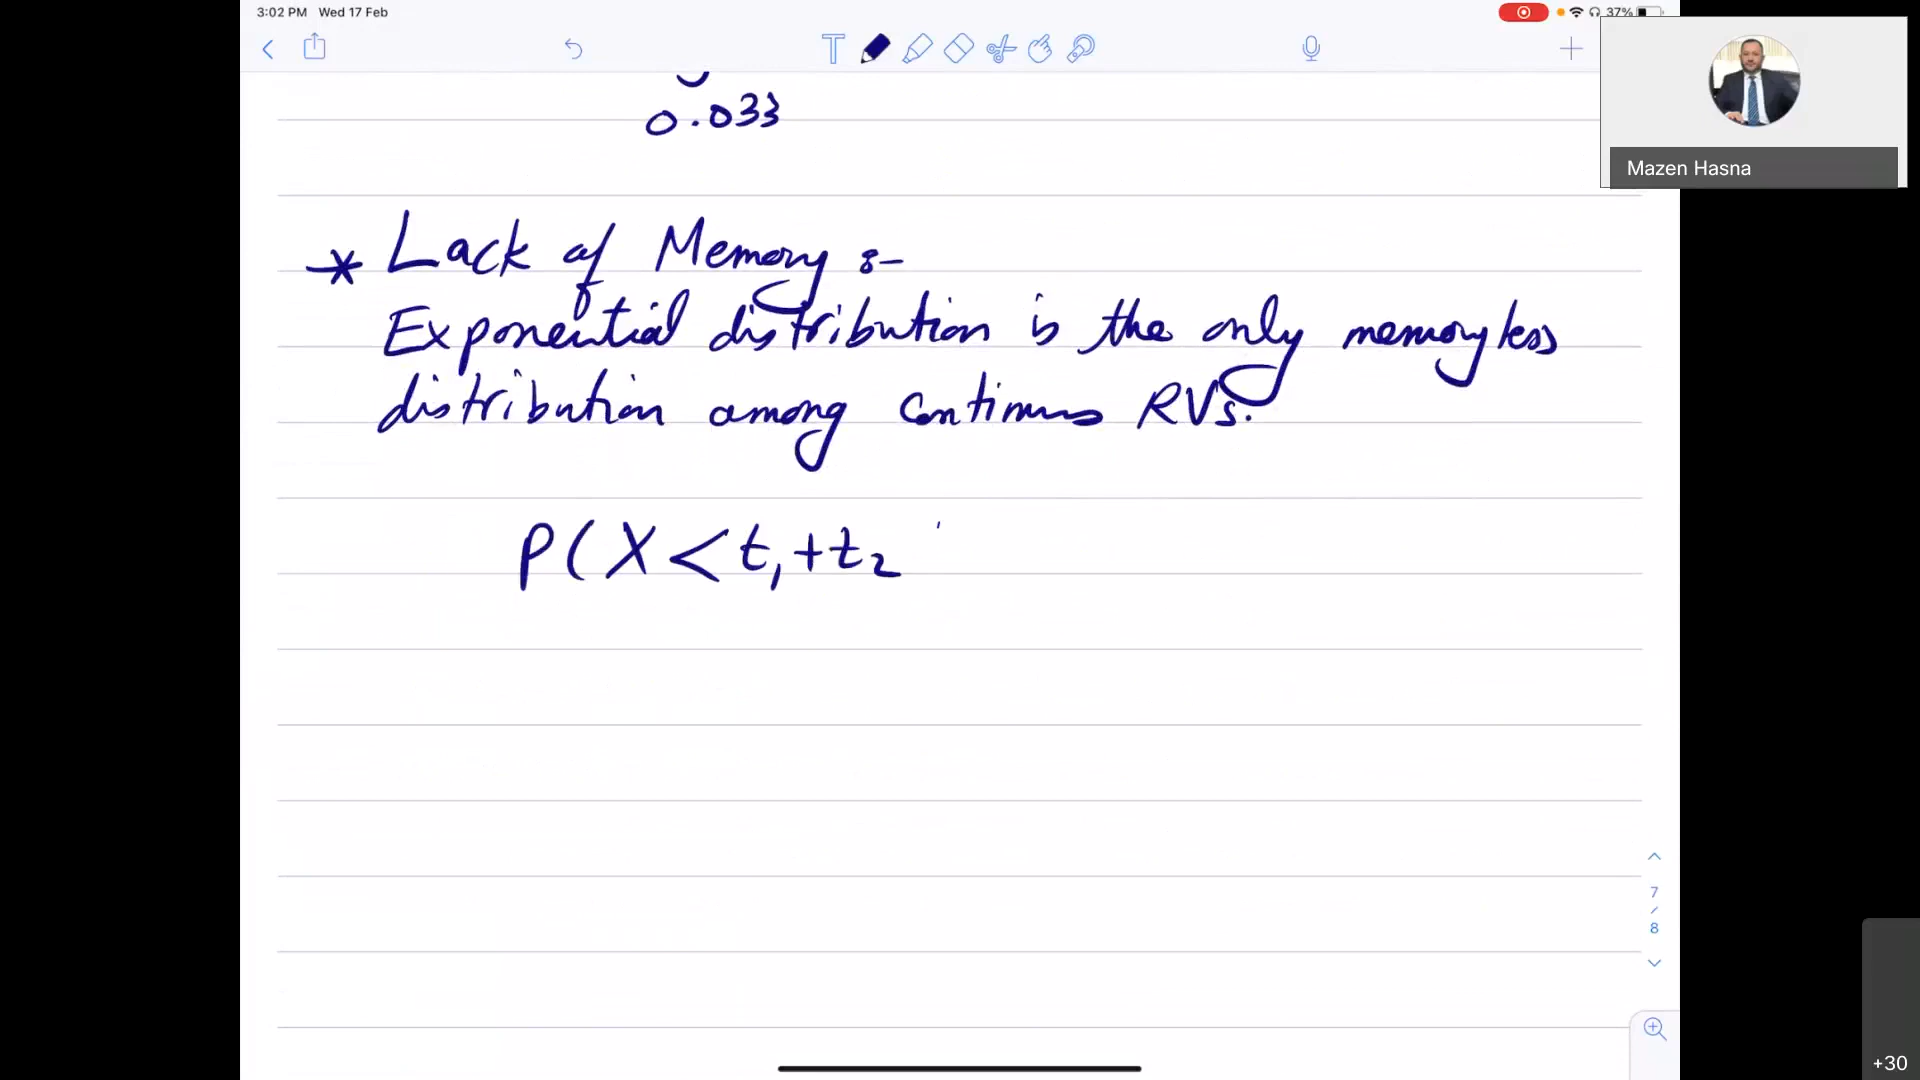 3:02 PM Wed 17 Feb
37%
Mazen Hasna
0.033
* Lack of Memory :-
Exponential distribution is the only memoryless
distribution among continuous RVs.
P(X < t₁+t₂
7
/
8
+30